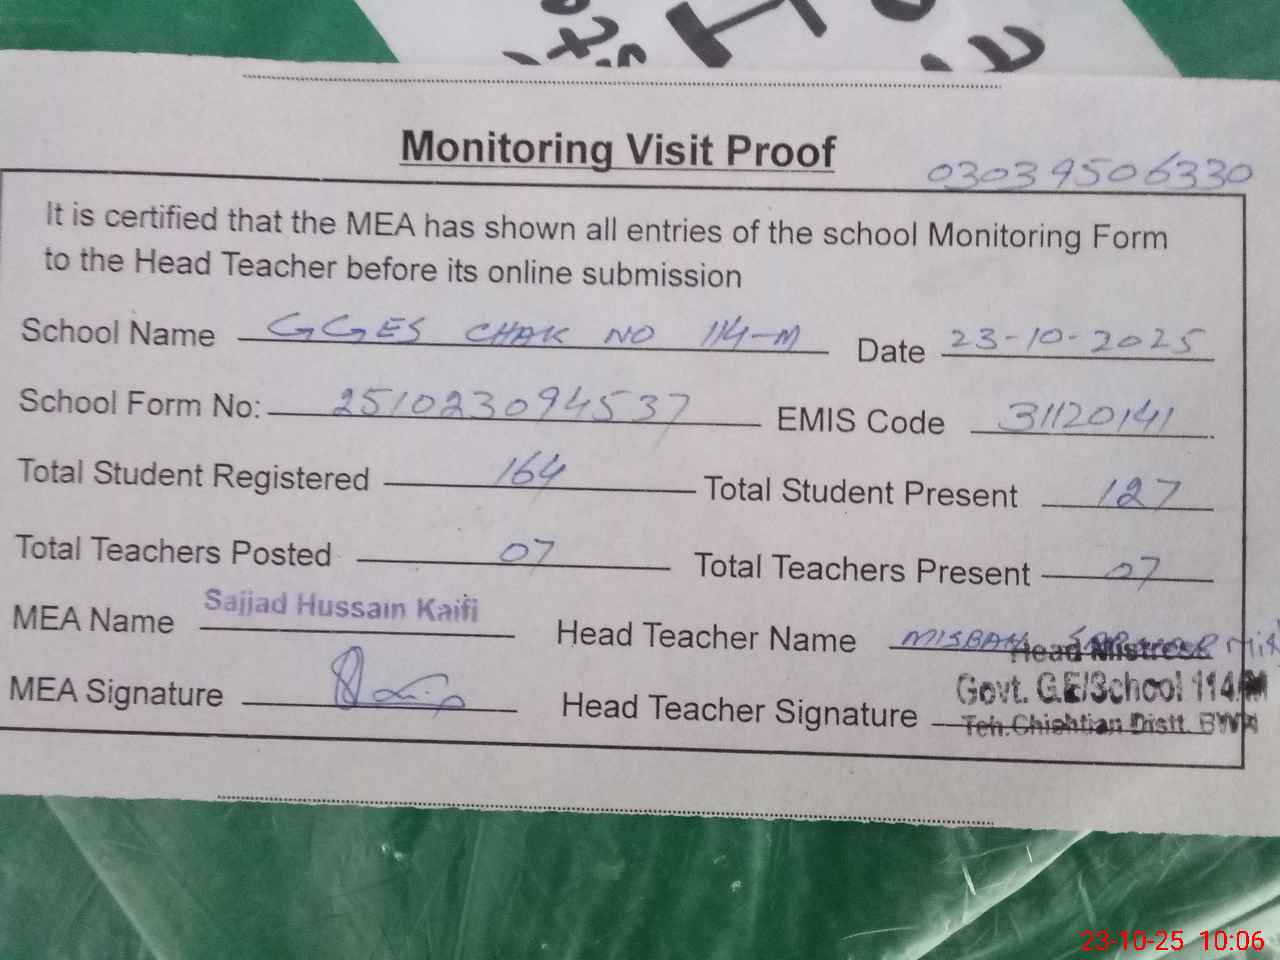 Monitoring Visit Proof
03039506330
It is certified that the MEA has shown all entries of the school Monitoring Form
to the Head Teacher before its online submission
School Name GGES CHAK NO 114-M Date 23-10-2025
School Form No: 251023094537 EMIS Code 31120141
Total Student Registered 164 Total Student Present 127
Total Teachers Posted 07 Total Teachers Present 07
MEA Name Sajjad Hussain Kaifi Head Teacher Name MISBAH
Head Mistress
MEA Signature Head Teacher Signature
Govt. G.E/School 114/M
Teh.Chishtian Distt. BWN
23-10-25 10:06